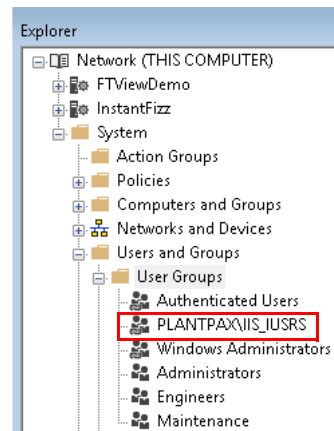 Explorer
Network (THIS COMPUTER)
FTViewDemo
InstantFizz
System
Action Groups
Policies
Computers and Groups
Networks and Devices
Users and Groups
User Groups
Authenticated Users
PLANTPAX\IIS_IUSRS
Windows Administrators
Administrators
Engineers
Maintenance